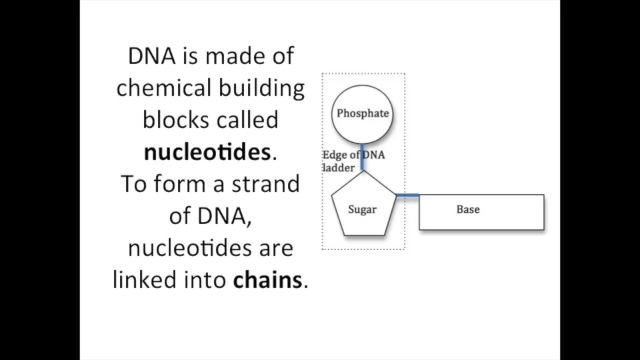 DNA is made of
chemical building
blocks called
nucleotides.
To form a strand
of DNA,
nucleotides are
linked into chains.
Phosphate
Edge of DNA
ladder
Sugar
Base